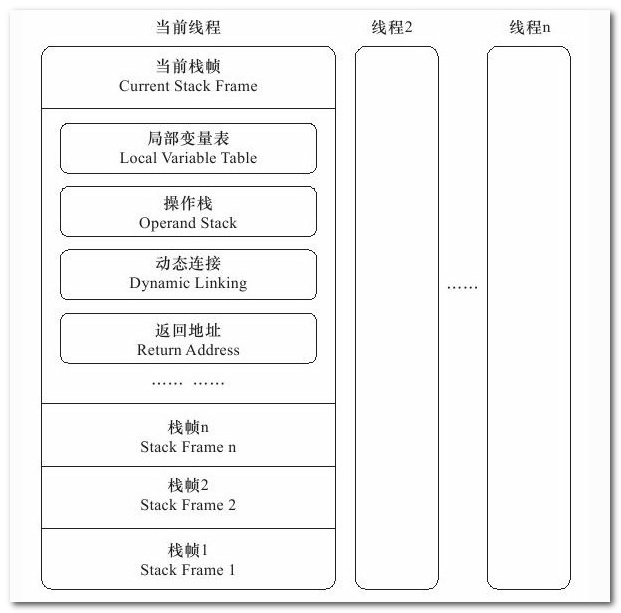 当前线程
线程2
线程n
当前栈帧
Current Stack Frame
局部变量表
Local Variable Table
操作栈
Operand Stack
动态连接
Dynamic Linking
返回地址
Return Address
…… ……
……
栈帧n
Stack Frame n
栈帧2
Stack Frame 2
栈帧1
Stack Frame 1